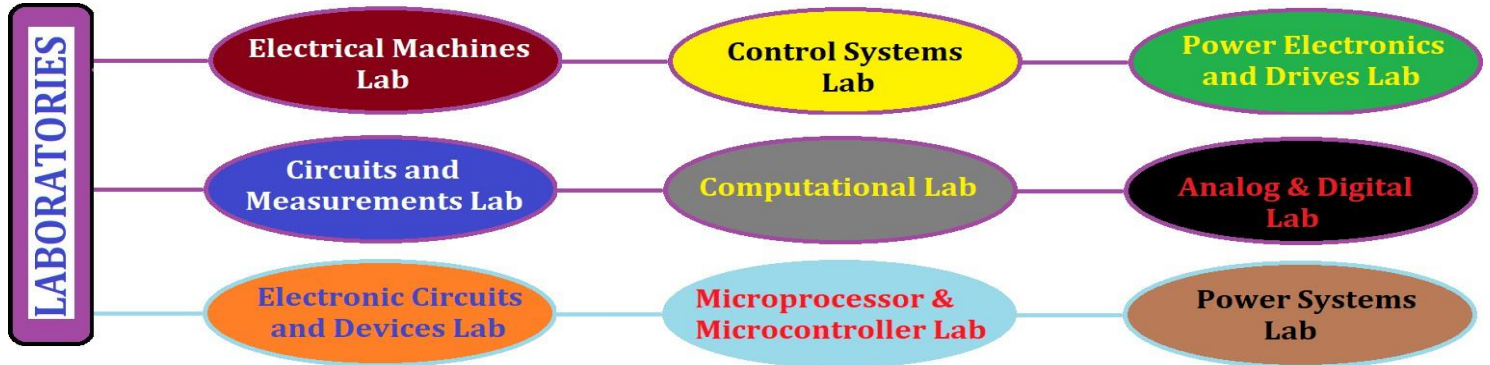 LABORATORIES
Electrical Machines
Lab
Control Systems
Lab
Power Electronics
and Drives Lab
Circuits and
Measurements Lab
Computational Lab
Analog & Digital
Lab
Electronic Circuits
and Devices Lab
Microprocessor &
Microcontroller Lab
Power Systems
Lab